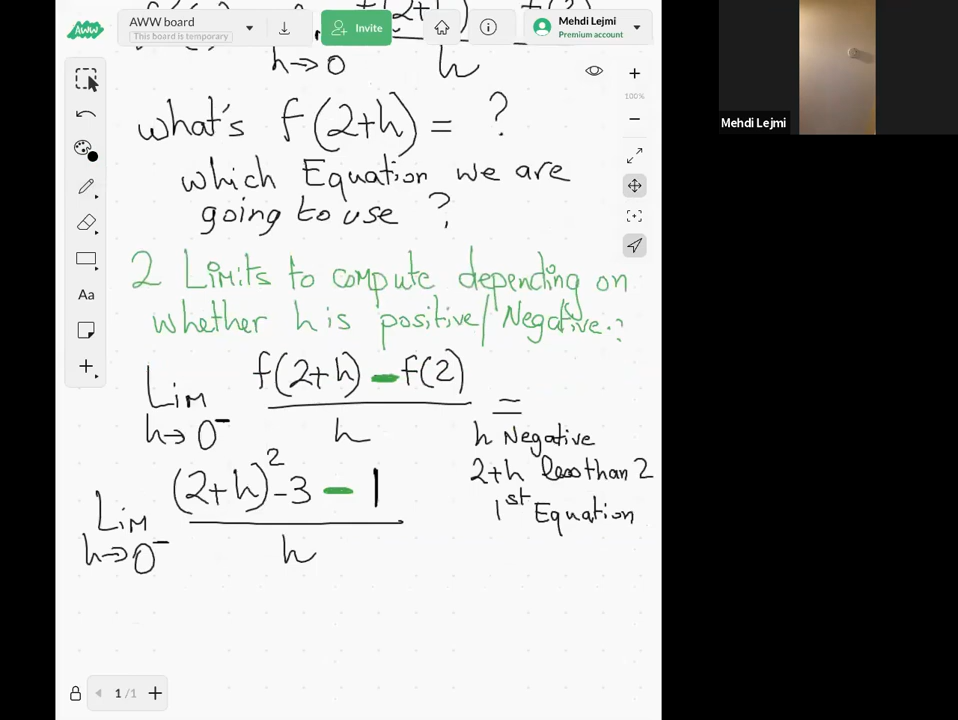 AWW
AWW board
This board is temporary
Invite
Mehdi Lejmi
Premium account
h→0 h
100%
what's f(2+h) = ?
which Equation we are
going to use ?
2 Limits to compute depending on
whether h is positive/Negative.:
Lim f(2+h) - f(2) =
h→0⁻ h
h Negative
2+h less than 2
1st Equation
Lim (2+h)² -3 - 1
h→0⁻ h
Aa
1 / 1
Mehdi Lejmi